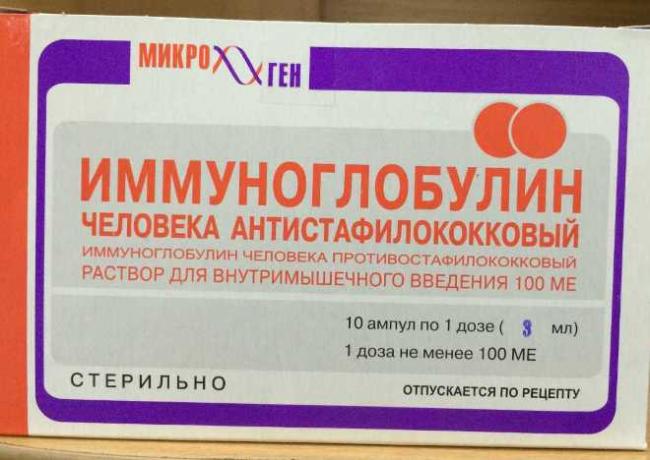 МИКРО ГЕН
ИММУНОГЛОБУЛИН
ЧЕЛОВЕКА АНТИСТАФИЛОКОККОВЫЙ
ИММУНОГЛОБУЛИН ЧЕЛОВЕКА ПРОТИВОСТАФИЛОКОККОВЫЙ
РАСТВОР ДЛЯ ВНУТРИМЫШЕЧНОГО ВВЕДЕНИЯ 100 МЕ
10 ампул по 1 дозе ( 3 мл)
1 доза не менее 100 МЕ
СТЕРИЛЬНО
ОТПУСКАЕТСЯ ПО РЕЦЕПТУ